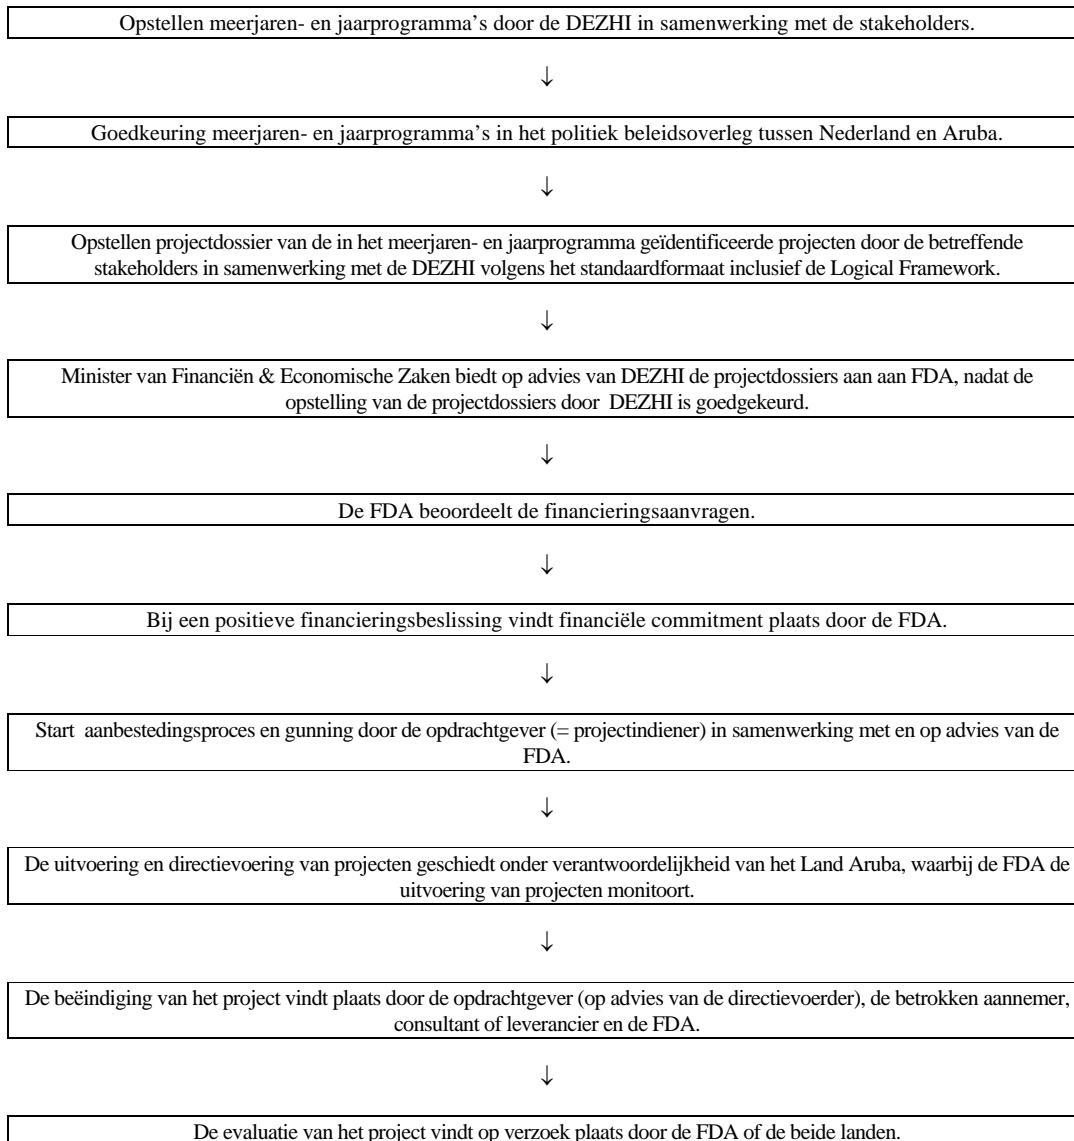 Opstellen meerjaren- en jaarprogramma's door de DEZHI in samenwerking met de stakeholders.
↓
Goedkeuring meerjaren- en jaarprogramma's in het politiek beleidsoverleg tussen Nederland en Aruba.
↓
Opstellen projectdossier van de in het meerjaren- en jaarprogramma geïdentificeerde projecten door de betreffende
stakeholders in samenwerking met de DEZHI volgens het standaardformaat inclusief de Logical Framework.
↓
Minister van Financiën & Economische Zaken biedt op advies van DEZHI de projectdossiers aan aan FDA, nadat de
opstelling van de projectdossiers door DEZHI is goedgekeurd.
↓
De FDA beoordeelt de financieringsaanvragen.
↓
Bij een positieve financieringsbeslissing vindt financiële commitment plaats door de FDA.
↓
Start aanbestedingsproces en gunning door de opdrachtgever (= projectindiener) in samenwerking met en op advies van de
FDA.
↓
De uitvoering en directievoering van projecten geschiedt onder verantwoordelijkheid van het Land Aruba, waarbij de FDA de
uitvoering van projecten monitoort.
↓
De beëindiging van het project vindt plaats door de opdrachtgever (op advies van de directievoerder), de betrokken aannemer,
consultant of leverancier en de FDA.
↓
De evaluatie van het project vindt op verzoek plaats door de FDA of de beide landen.